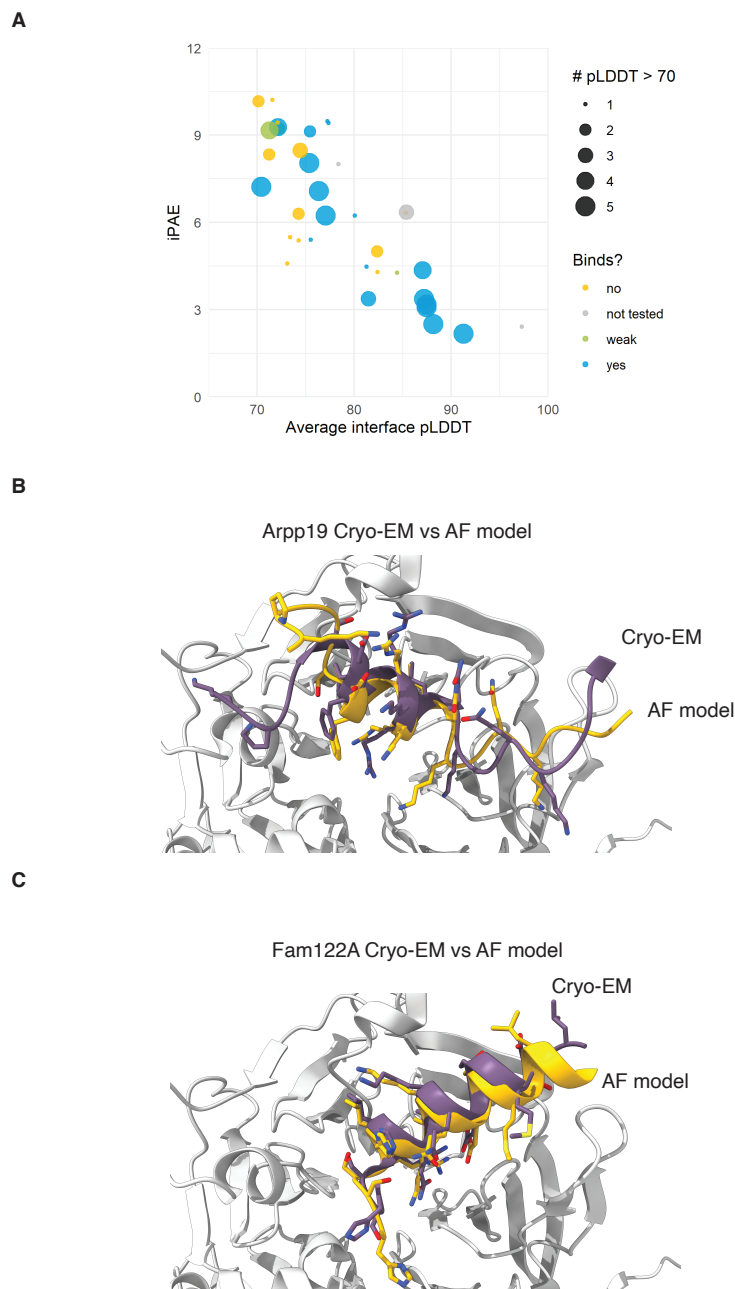 A
12
9
6
3
0
iPAE
70
80
90
100
Average interface pLDDT
# pLDDT > 70
1
2
3
4
5
Binds?
no
not tested
weak
yes
B
Arpp19 Cryo-EM vs AF model
Cryo-EM
AF model
C
Fam122A Cryo-EM vs AF model
Cryo-EM
AF model